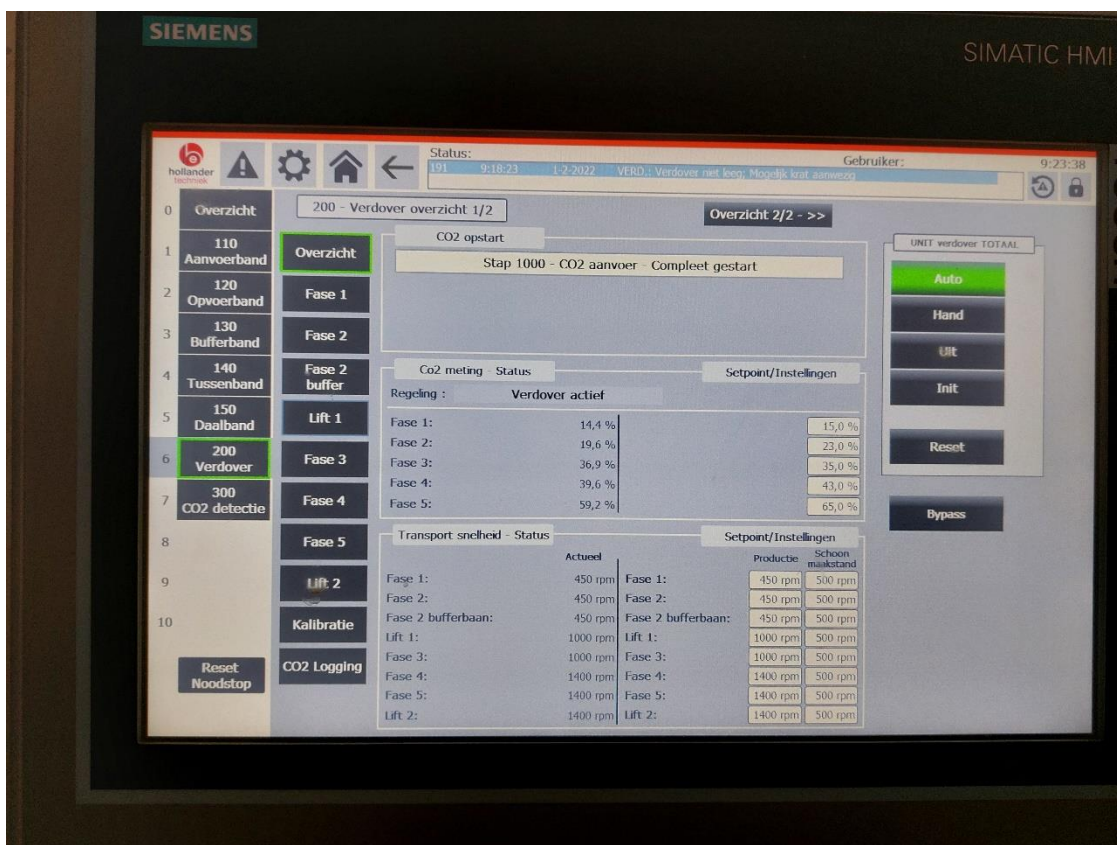 SIEMENS
SIMATIC HMI
hollander
techniek
Status:
191 9:18:23 1-2-2022 VERD.: Verdover niet leeg; Mogelijk krat aanwezig
Gebruiker:
9:23:38
0 Overzicht
1 110 Aanvoerband
2 120 Opvoerband
3 130 Bufferband
4 140 Tussenband
5 150 Daalband
6 200 Verdover
7 300 CO2 detectie
8
9
10
Reset Noodstop
200 - Verdover overzicht 1/2
Overzicht 2/2 - >>
Overzicht
Fase 1
Fase 2
Fase 2 buffer
Lift 1
Fase 3
Fase 4
Fase 5
Lift 2
Kalibratie
CO2 Logging
CO2 opstart
Stap 1000 - CO2 aanvoer - Compleet gestart
Co2 meting - Status
Setpoint/Instellingen
Regeling : Verdover actief
Fase 1: 14,4 % 15,0 %
Fase 2: 19,6 % 23,0 %
Fase 3: 36,9 % 35,0 %
Fase 4: 39,6 % 43,0 %
Fase 5: 59,2 % 65,0 %
Transport snelheid - Status
Setpoint/Instellingen
Actueel
Productie
Schoon
maakstand
Fase 1: 450 rpm Fase 1: 450 rpm 500 rpm
Fase 2: 450 rpm Fase 2: 450 rpm 500 rpm
Fase 2 bufferbaan: 450 rpm Fase 2 bufferbaan: 450 rpm 500 rpm
Lift 1: 1000 rpm Lift 1: 1000 rpm 500 rpm
Fase 3: 1000 rpm Fase 3: 1000 rpm 500 rpm
Fase 4: 1400 rpm Fase 4: 1400 rpm 500 rpm
Fase 5: 1400 rpm Fase 5: 1400 rpm 500 rpm
Lift 2: 1400 rpm Lift 2: 1400 rpm 500 rpm
UNIT verdover TOTAAL
Auto
Hand
Uit
Init
Reset
Bypass